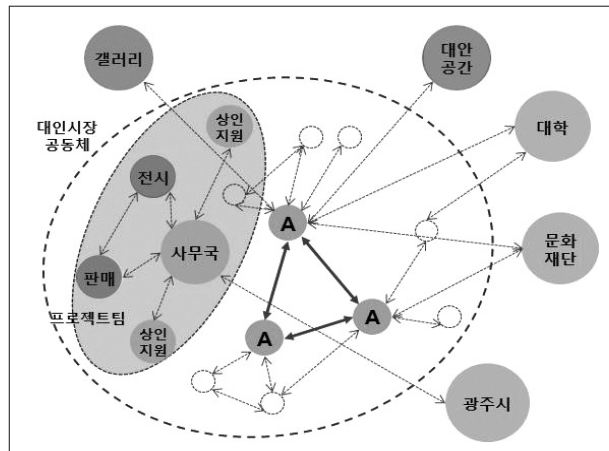 갤러리
대안
공간
대인시장
공동체
상인
지원
대학
전시
A
사무국
문화
재단
판매
프로젝트팀
A
상인
지원
A
광주시